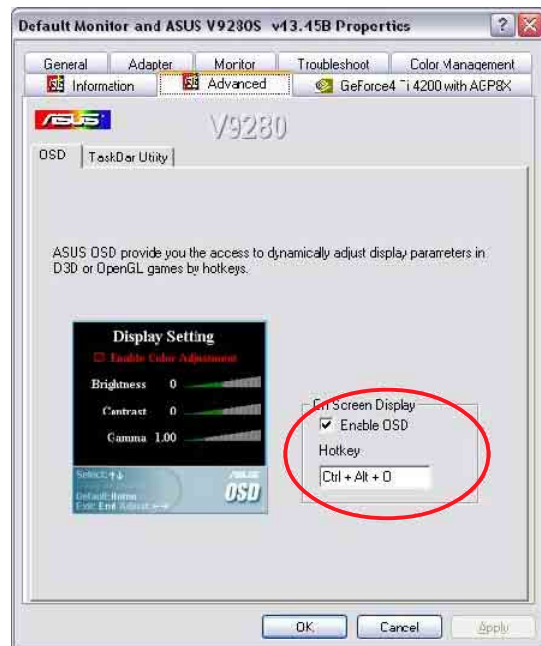 Default Monitor and ASUS V9280S v43.45B Properties
General Adapter Monitor Troubleshoot Color Management
Information Advanced GeForce4 Ti 4200 with AGP8X
ASUS V9280
OSD TaskBar Utility
ASUS OSD provide you the access to dynamically adjust display parameters in
D3D or OpenGL games by hotkeys.
Display Setting
Enable Color Adjustment
Brightness 0
Contrast 0
Gamma 1.00
Select:↑↓
Default:Home
Exit:End Adjust:←→
ASUS
OSD
On Screen Display
Enable OSD
Hotkey
Ctrl + Alt + O
OK Cancel Apply